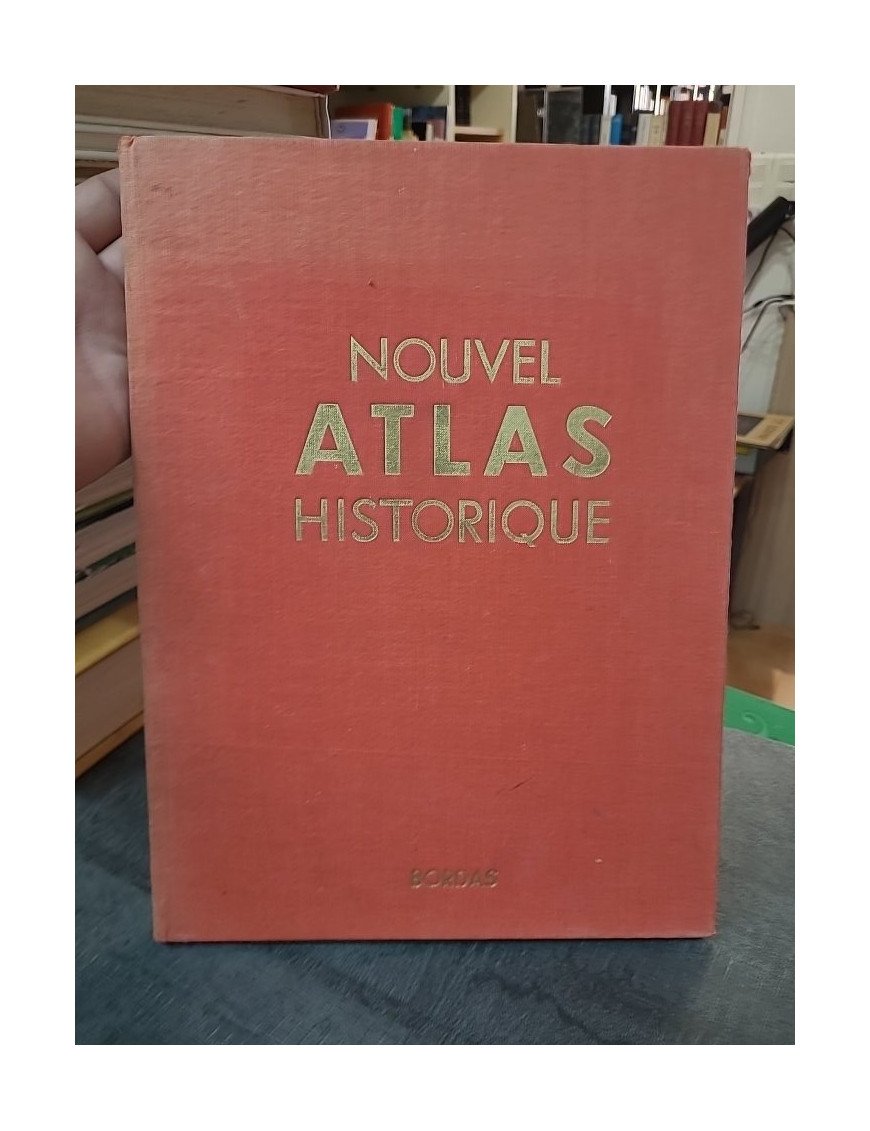 NOUVEL
ATLAS
HISTORIQUE
BORDAS